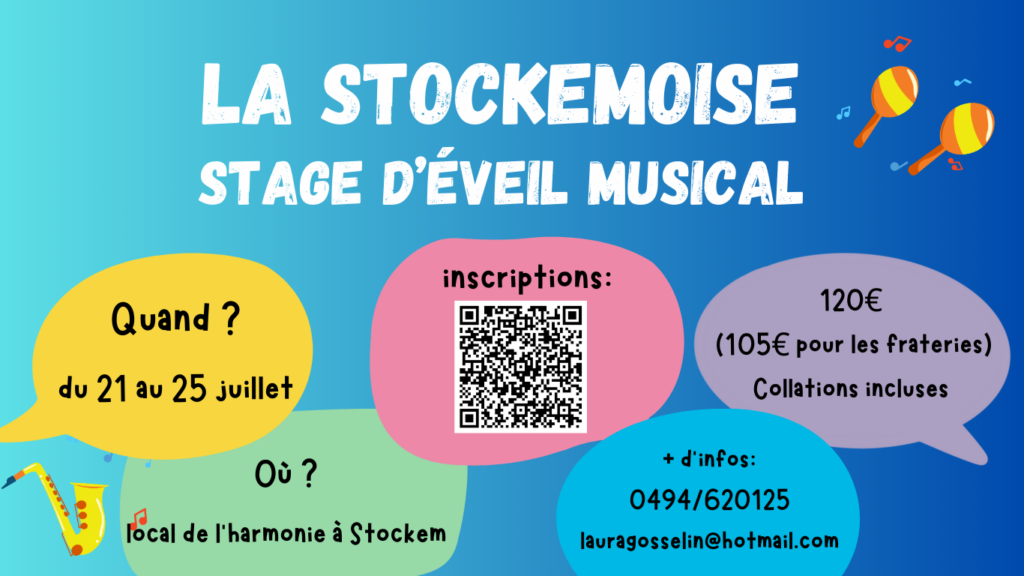 LA STOCKEMOISE
STAGE D'ÉVEIL MUSICAL
Quand ?
du 21 au 25 juillet
inscriptions:
120€
(105€ pour les frateries)
Collations incluses
Où ?
local de l'harmonie à Stockem
+ d'infos:
0494/620125
lauragosselin@hotmail.com